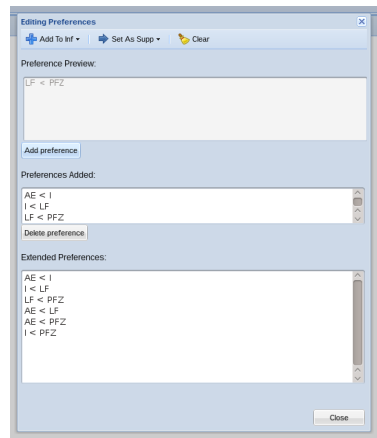 Editing Preferences
Add To Inf
Set As Supp
Clear
Preference Preview:
LF < PFZ
Add preference
Preferences Added:
AE < I
I < LF
LF < PFZ
Delete preference
Extended Preferences:
AE < I
I < LF
LF < PFZ
AE < LF
AE < PFZ
I < PFZ
Close